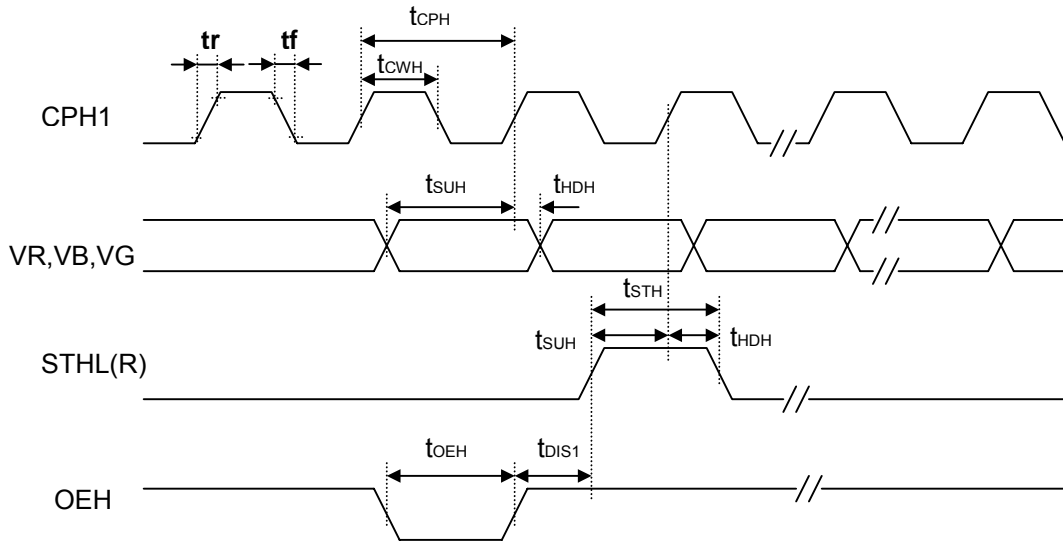 tCPH
tr tf
tCWH
CPH1
tSUH tHDH
VR,VB,VG
tSTH
tSUH tHDH
STHL(R)
tOEH tDIS1
OEH